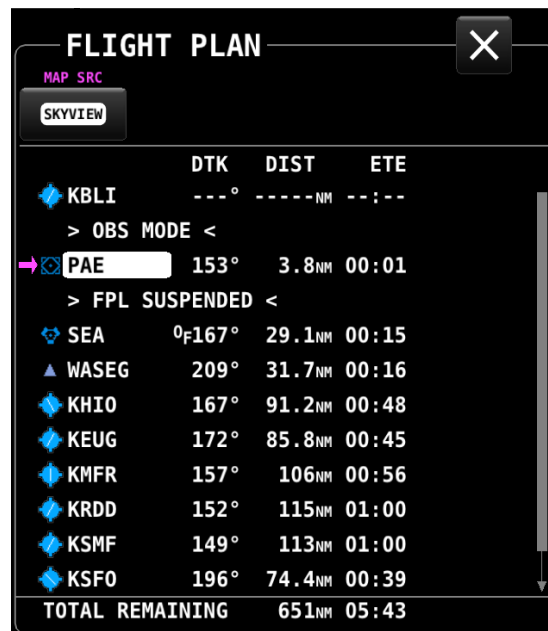 FLIGHT PLAN
MAP SRC
SKYVIEW
DTK DIST ETE
KBLI ---° -----NM --:--
> OBS MODE <
PAE 153° 3.8NM 00:01
> FPL SUSPENDED <
SEA 0F167° 29.1NM 00:15
WASEG 209° 31.7NM 00:16
KHIO 167° 91.2NM 00:48
KEUG 172° 85.8NM 00:45
KMFR 157° 106NM 00:56
KRDD 152° 115NM 01:00
KSMF 149° 113NM 01:00
KSFO 196° 74.4NM 00:39
TOTAL REMAINING 651NM 05:43